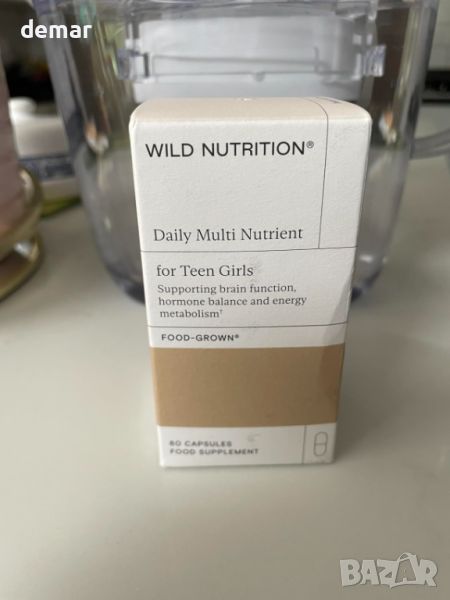 demar
WILD NUTRITION®
Daily Multi Nutrient
for Teen Girls
Supporting brain function,
hormone balance and energy
metabolism†
FOOD-GROWN®
60 CAPSULES
FOOD SUPPLEMENT
BAZAR